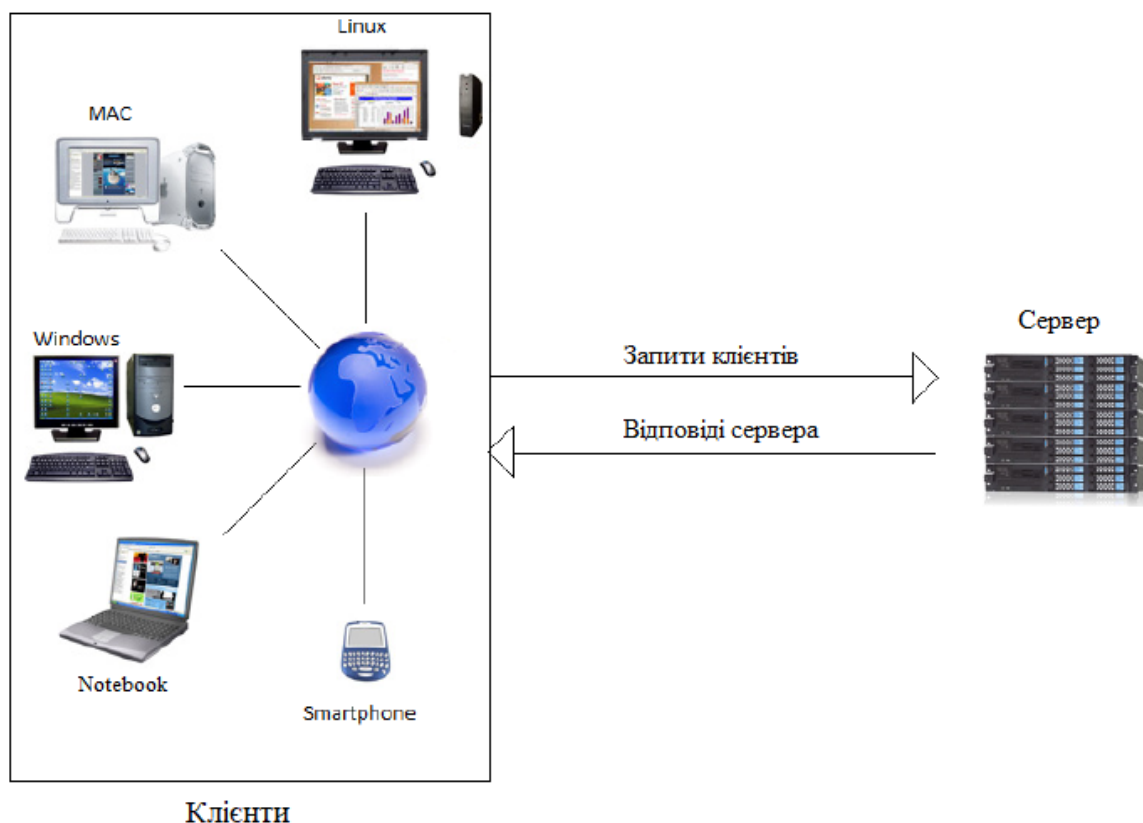 Linux
MAC
Windows
Notebook
Smartphone
Клієнти
Запити клієнтів
Відповіді сервера
Сервер